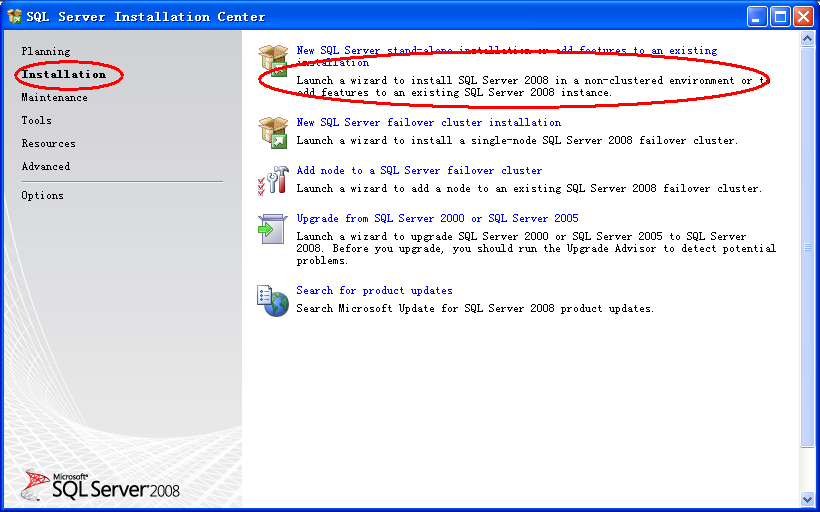 SQL Server Installation Center
Planning
Installation
Maintenance
Tools
Resources
Advanced
Options
New SQL Server stand-alone installation or add features to an existing
installation
Launch a wizard to install SQL Server 2008 in a non-clustered environment or to
add features to an existing SQL Server 2008 instance.
New SQL Server failover cluster installation
Launch a wizard to install a single-node SQL Server 2008 failover cluster.
Add node to a SQL Server failover cluster
Launch a wizard to add a node to an existing SQL Server 2008 failover cluster.
Upgrade from SQL Server 2000 or SQL Server 2005
Launch a wizard to upgrade SQL Server 2000 or SQL Server 2005 to SQL Server
2008. Before you upgrade, you should run the Upgrade Advisor to detect potential
problems.
Search for product updates
Search Microsoft Update for SQL Server 2008 product updates.
Microsoft®
SQL Server 2008